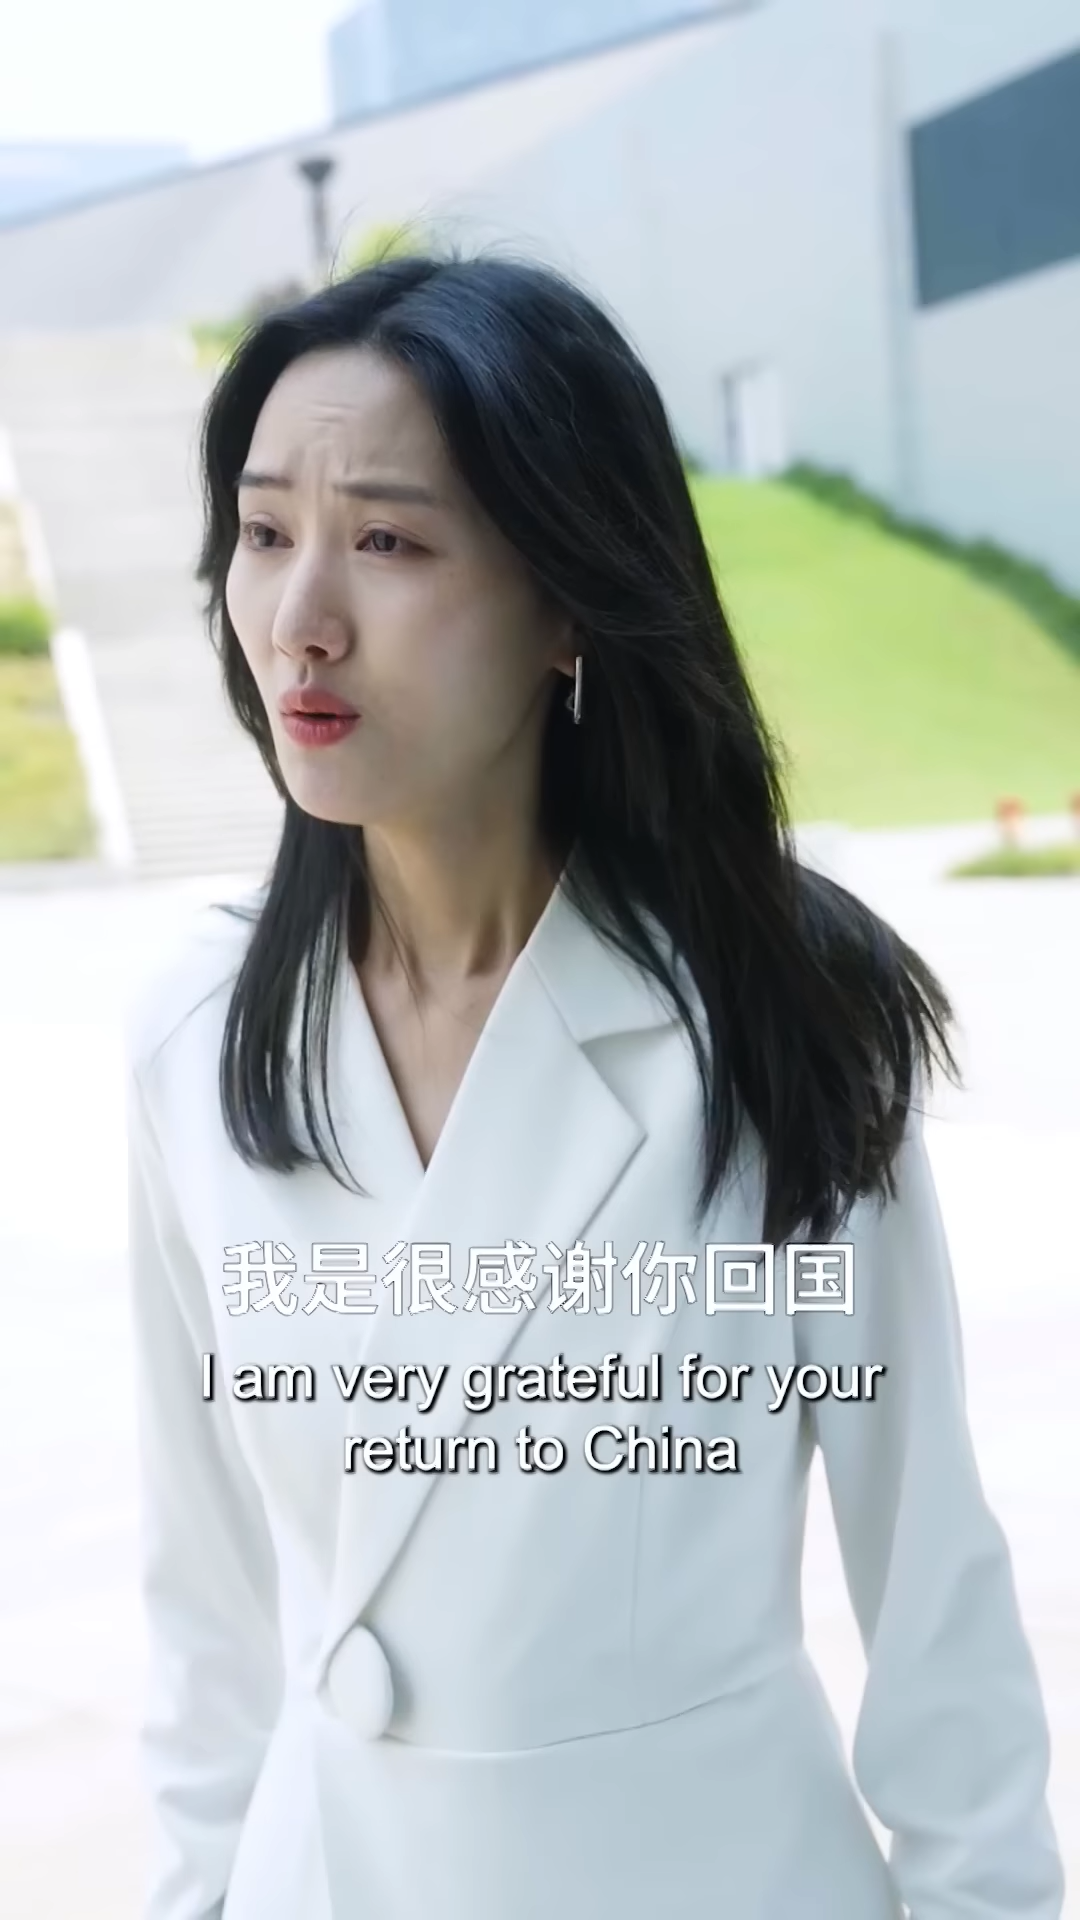 我是很感谢你回国
I am very grateful for your
return to China